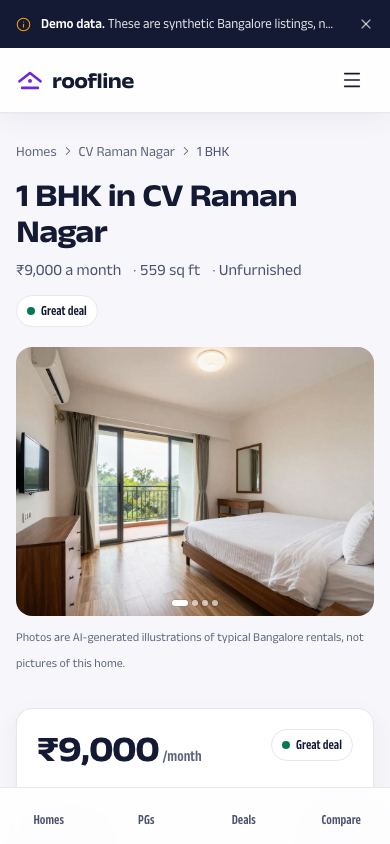 Demo data. These are synthetic Bangalore listings, n...
roofline
Homes > CV Raman Nagar > 1 BHK
1 BHK in CV Raman
Nagar
₹9,000 a month · 559 sq ft · Unfurnished
Great deal
Photos are AI-generated illustrations of typical Bangalore rentals, not
pictures of this home.
₹9,000 /month
Great deal
Homes PGs Deals Compare